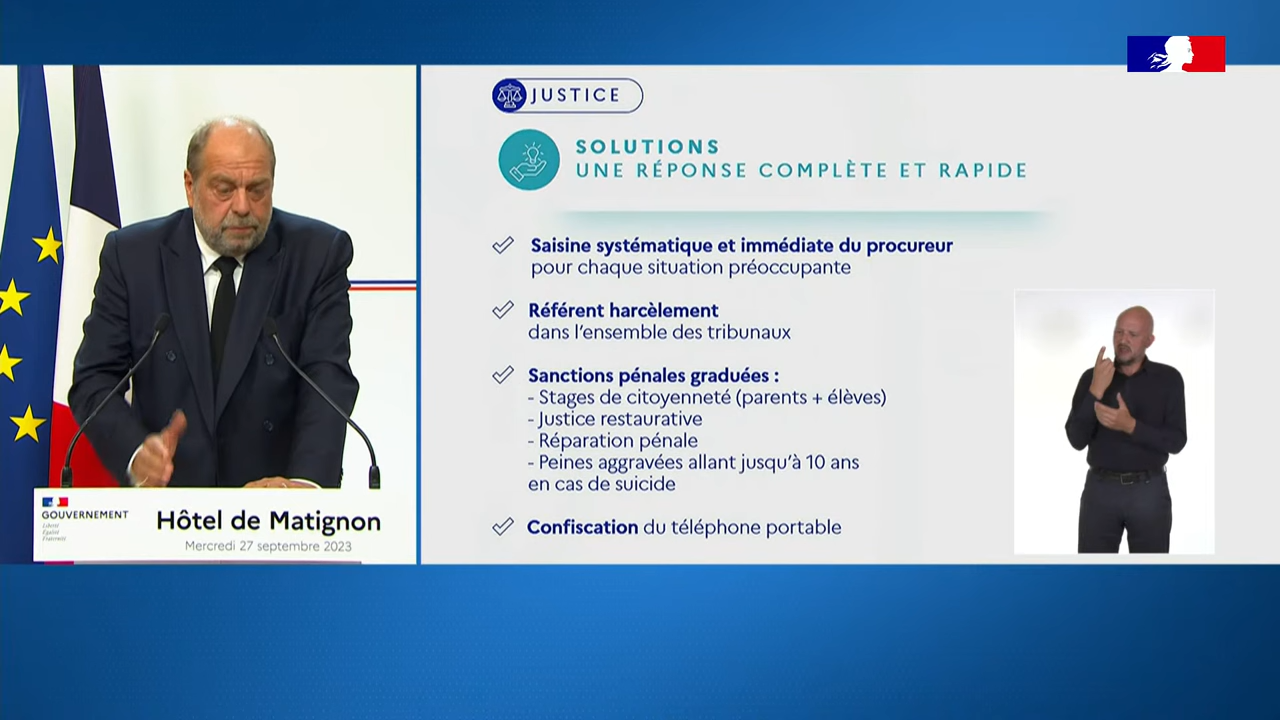 JUSTICE
SOLUTIONS
UNE RÉPONSE COMPLÈTE ET RAPIDE
Saisine systématique et immédiate du procureur
pour chaque situation préoccupante
Référent harcèlement
dans l'ensemble des tribunaux
Sanctions pénales graduées :
- Stages de citoyenneté (parents + élèves)
- Justice restaurative
- Réparation pénale
- Peines aggravées allant jusqu'à 10 ans
en cas de suicide
Confiscation du téléphone portable
GOUVERNEMENT
Liberté
Égalité
Fraternité
Hôtel de Matignon
Mercredi 27 septembre 2023